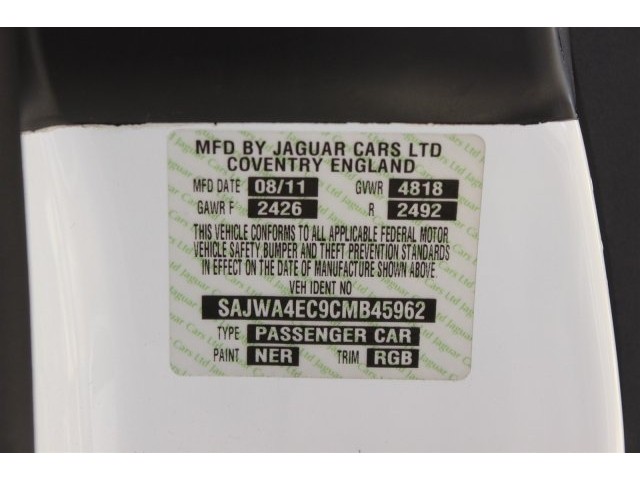 MFD BY JAGUAR CARS LTD
COVENTRY ENGLAND
MFD DATE 08/11 GVWR 4818
GAWR F 2426 R 2492
THIS VEHICLE CONFORMS TO ALL APPLICABLE FEDERAL MOTOR
VEHICLE SAFETY, BUMPER AND THEFT PREVENTION STANDARDS
IN EFFECT ON THE DATE OF MANUFACTURE SHOWN ABOVE.
VEH IDENT NO
SAJWA4EC9CMB45962
TYPE PASSENGER CAR
PAINT NER TRIM RGB